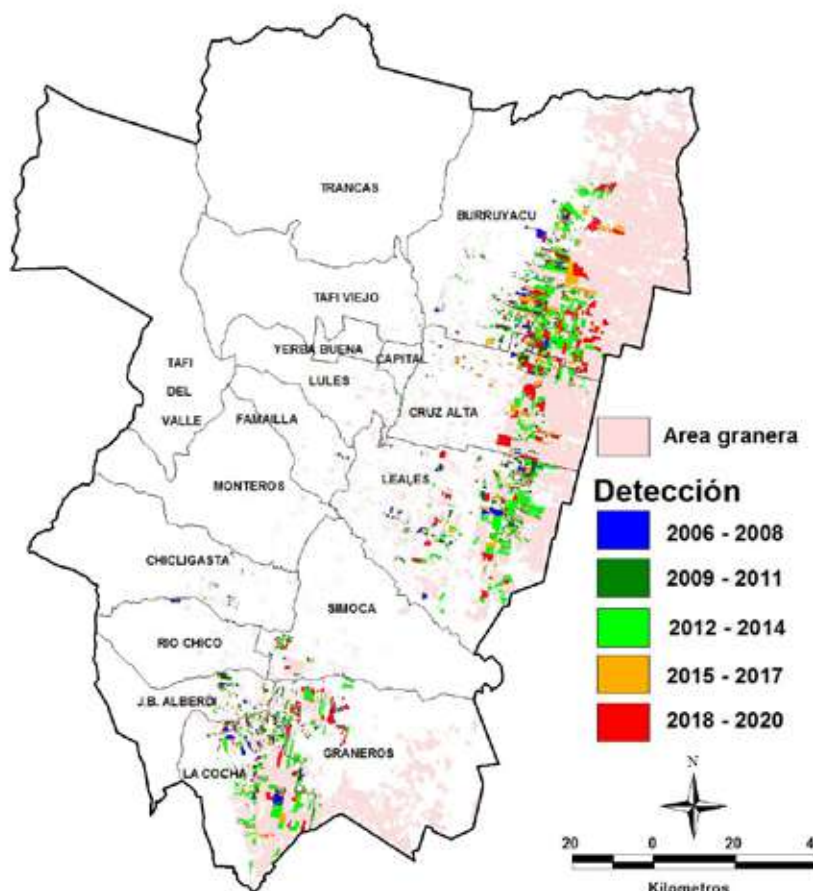 TRANCAS
BURRUYACU
TAFI VIEJO
YERBA BUENA
CAPITAL
LULES
TAFI
DEL
VALLE
FAMAILLA
CRUZ ALTA
MONTEROS
LEALES
CHICLIGASTA
SIMOCA
RIO CHICO
J.B. ALBERDI
GRANEROS
LA COCHA
Area granera
Detección
2006 - 2008
2009 - 2011
2012 - 2014
2015 - 2017
2018 - 2020
N
20 0 20
Kilometros